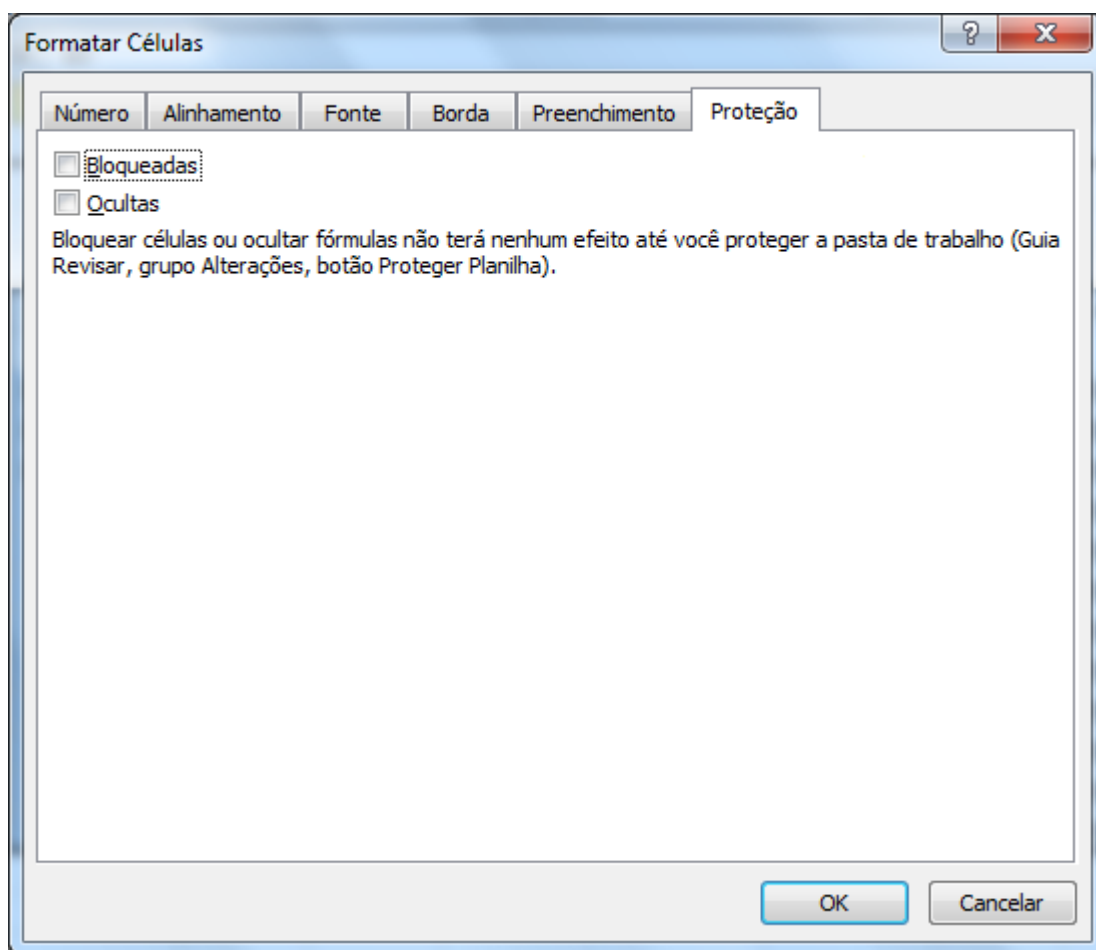 Formatar Células
Número Alinhamento Fonte Borda Preenchimento Proteção
Bloqueadas
Ocultas
Bloquear células ou ocultar fórmulas não terá nenhum efeito até você proteger a pasta de trabalho (Guia
Revisar, grupo Alterações, botão Proteger Planilha).
OK Cancelar